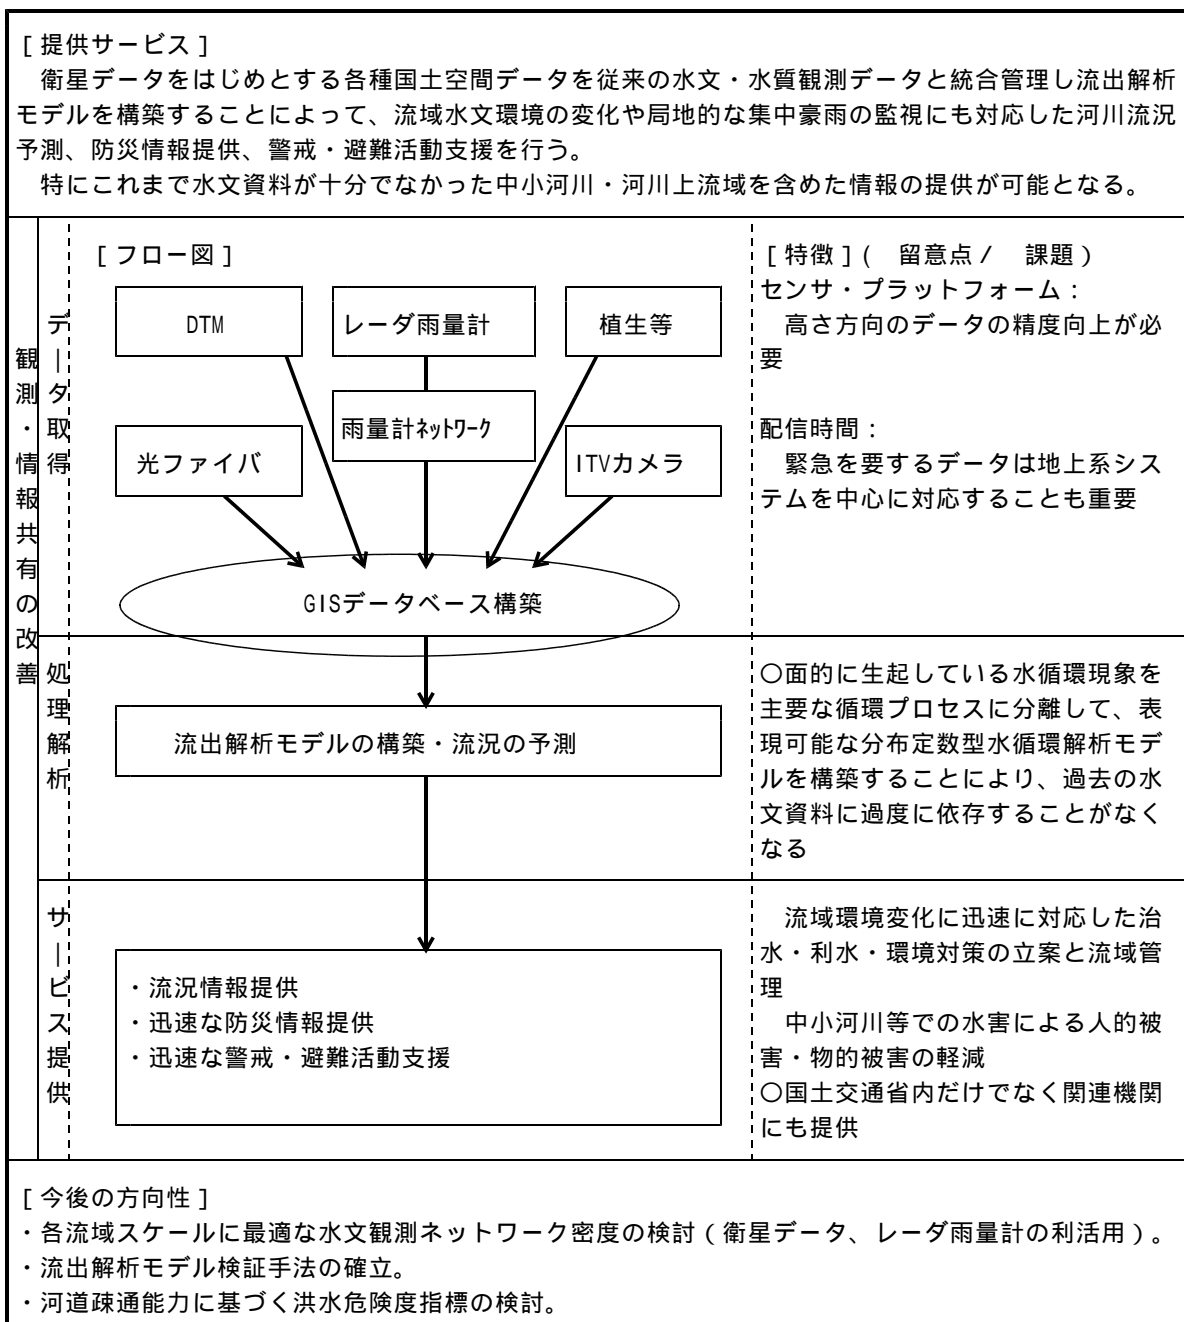 [提供サービス]
　衛星データをはじめとする各種国土空間データを従来の水文・水質観測データと統合管理し流出解析
モデルを構築することによって、流域水文環境の変化や局地的な集中豪雨の監視にも対応した河川流況
予測、防災情報提供、警戒・避難活動支援を行う。
　特にこれまで水文資料が十分でなかった中小河川・河川上流域を含めた情報の提供が可能となる。
観測・情報共有の改善
データ取得
[フロー図]
DTM
レーダ雨量計
植生等
雨量計ﾈｯﾄﾜｰｸ
光ファイバ
ITVカメラ
GISデータベース構築
[特徴](　留意点/　課題)
センサ・プラットフォーム:
　高さ方向のデータの精度向上が必
要
配信時間:
　緊急を要するデータは地上系シス
テムを中心に対応することも重要
処理解析
流出解析モデルの構築・流況の予測
○面的に生起している水循環現象を
主要な循環プロセスに分離して、表
現可能な分布定数型水循環解析モデ
ルを構築することにより、過去の水
文資料に過度に依存することがなく
なる
サービス提供
・流況情報提供
・迅速な防災情報提供
・迅速な警戒・避難活動支援
　流域環境変化に迅速に対応した治
水・利水・環境対策の立案と流域管
理
　中小河川等での水害による人的被
害・物的被害の軽減
○国土交通省内だけでなく関連機関
にも提供
[今後の方向性]
・各流域スケールに最適な水文観測ネットワーク密度の検討(衛星データ、レーダ雨量計の利活用)。
・流出解析モデル検証手法の確立。
・河道疎通能力に基づく洪水危険度指標の検討。